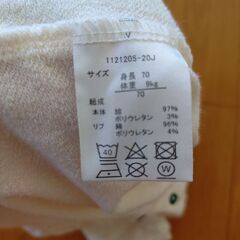 1121205-20J
サイズ 身長 70
体重 9kg
70
組成
本体 綿 97%
ポリウレタン 3%
リブ 綿 96%
ポリウレタン 4%
40
W